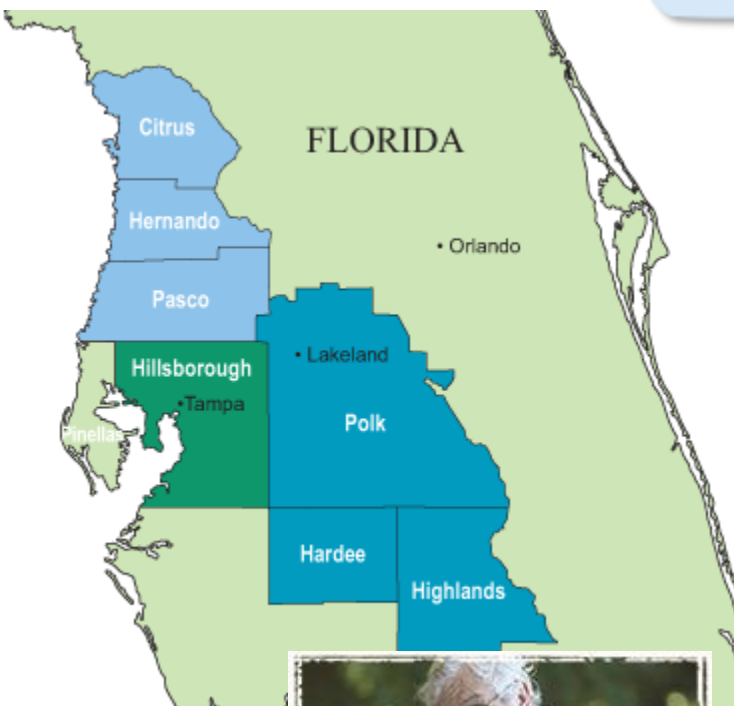 Citrus
FLORIDA
Hernando
• Orlando
Pasco
Hillsborough
• Lakeland
•Tampa
Polk
Pinellas
Hardee
Highlands